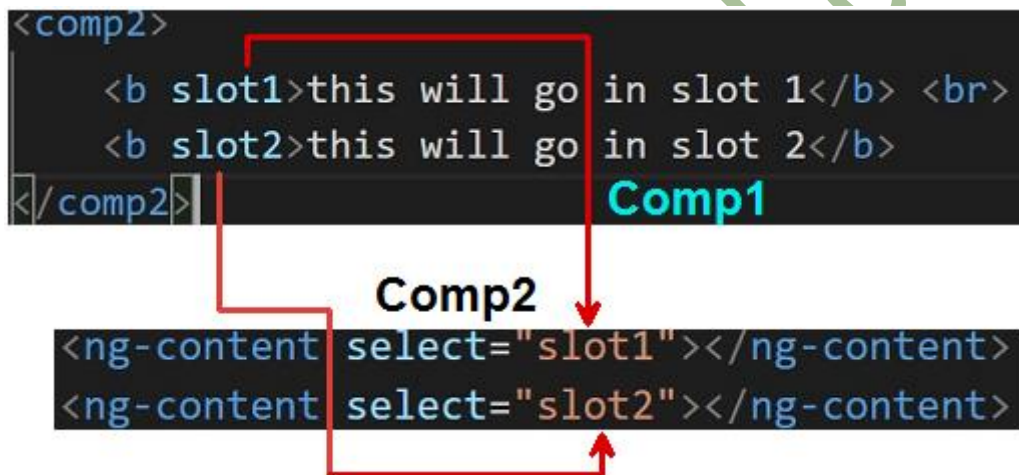 <comp2>
<b slot1>this will go in slot 1</b> <br>
<b slot2>this will go in slot 2</b>
</comp2>
Comp1
Comp2
<ng-content select="slot1"></ng-content>
<ng-content select="slot2"></ng-content>